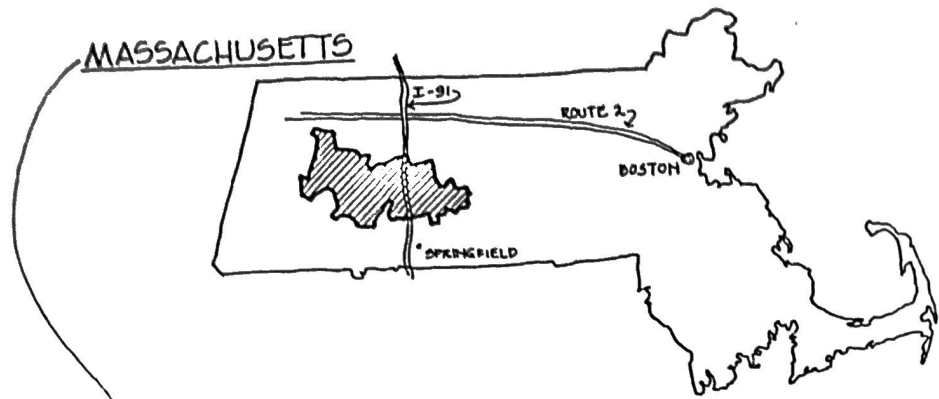 MASSACHUSETTS
I-91
ROUTE 2
BOSTON
SPRINGFIELD